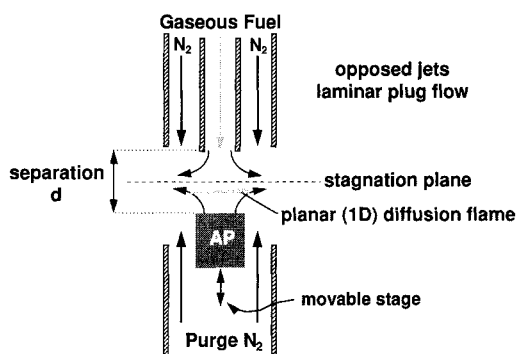 Gaseous Fuel
N2
N2
opposed jets
laminar plug flow
separation
d
stagnation plane
planar (1D) diffusion flame
AP
movable stage
Purge N2